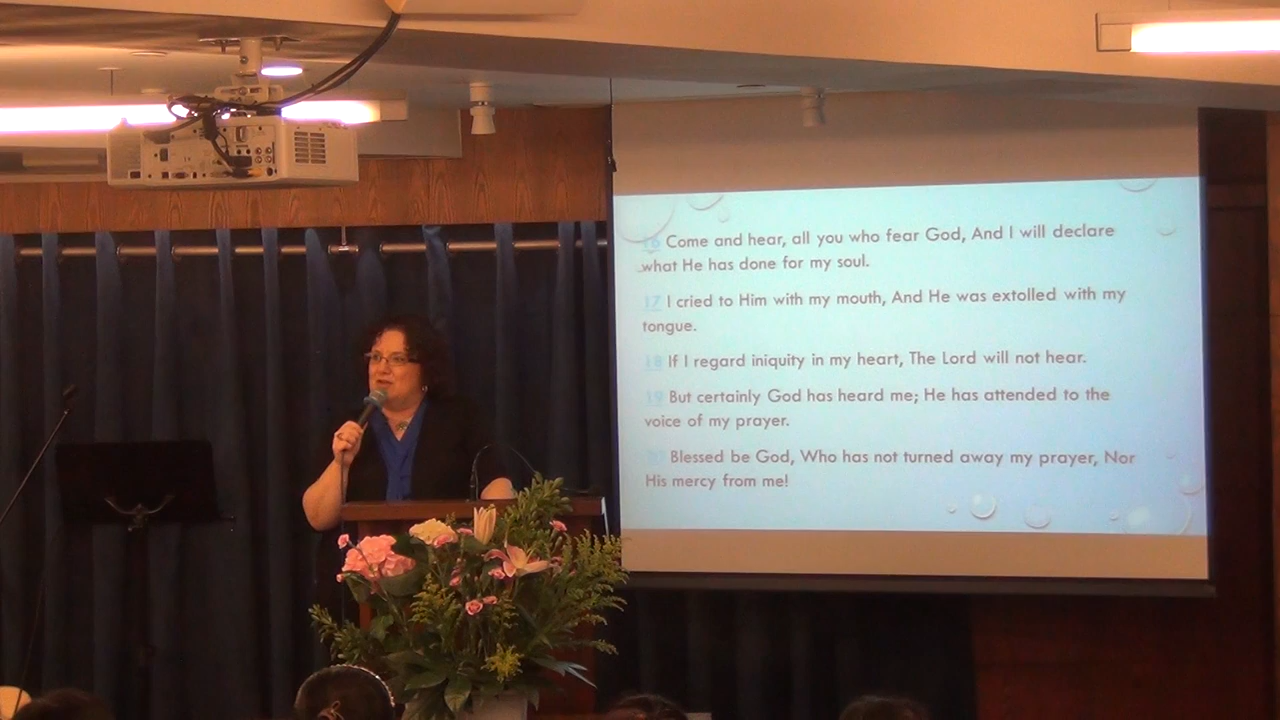 16 Come and hear, all you who fear God, And I will declare
what He has done for my soul.
17 I cried to Him with my mouth, And He was extolled with my
tongue.
18 If I regard iniquity in my heart, The Lord will not hear.
19 But certainly God has heard me; He has attended to the
voice of my prayer.
Blessed be God, Who has not turned away my prayer, Nor
His mercy from me!